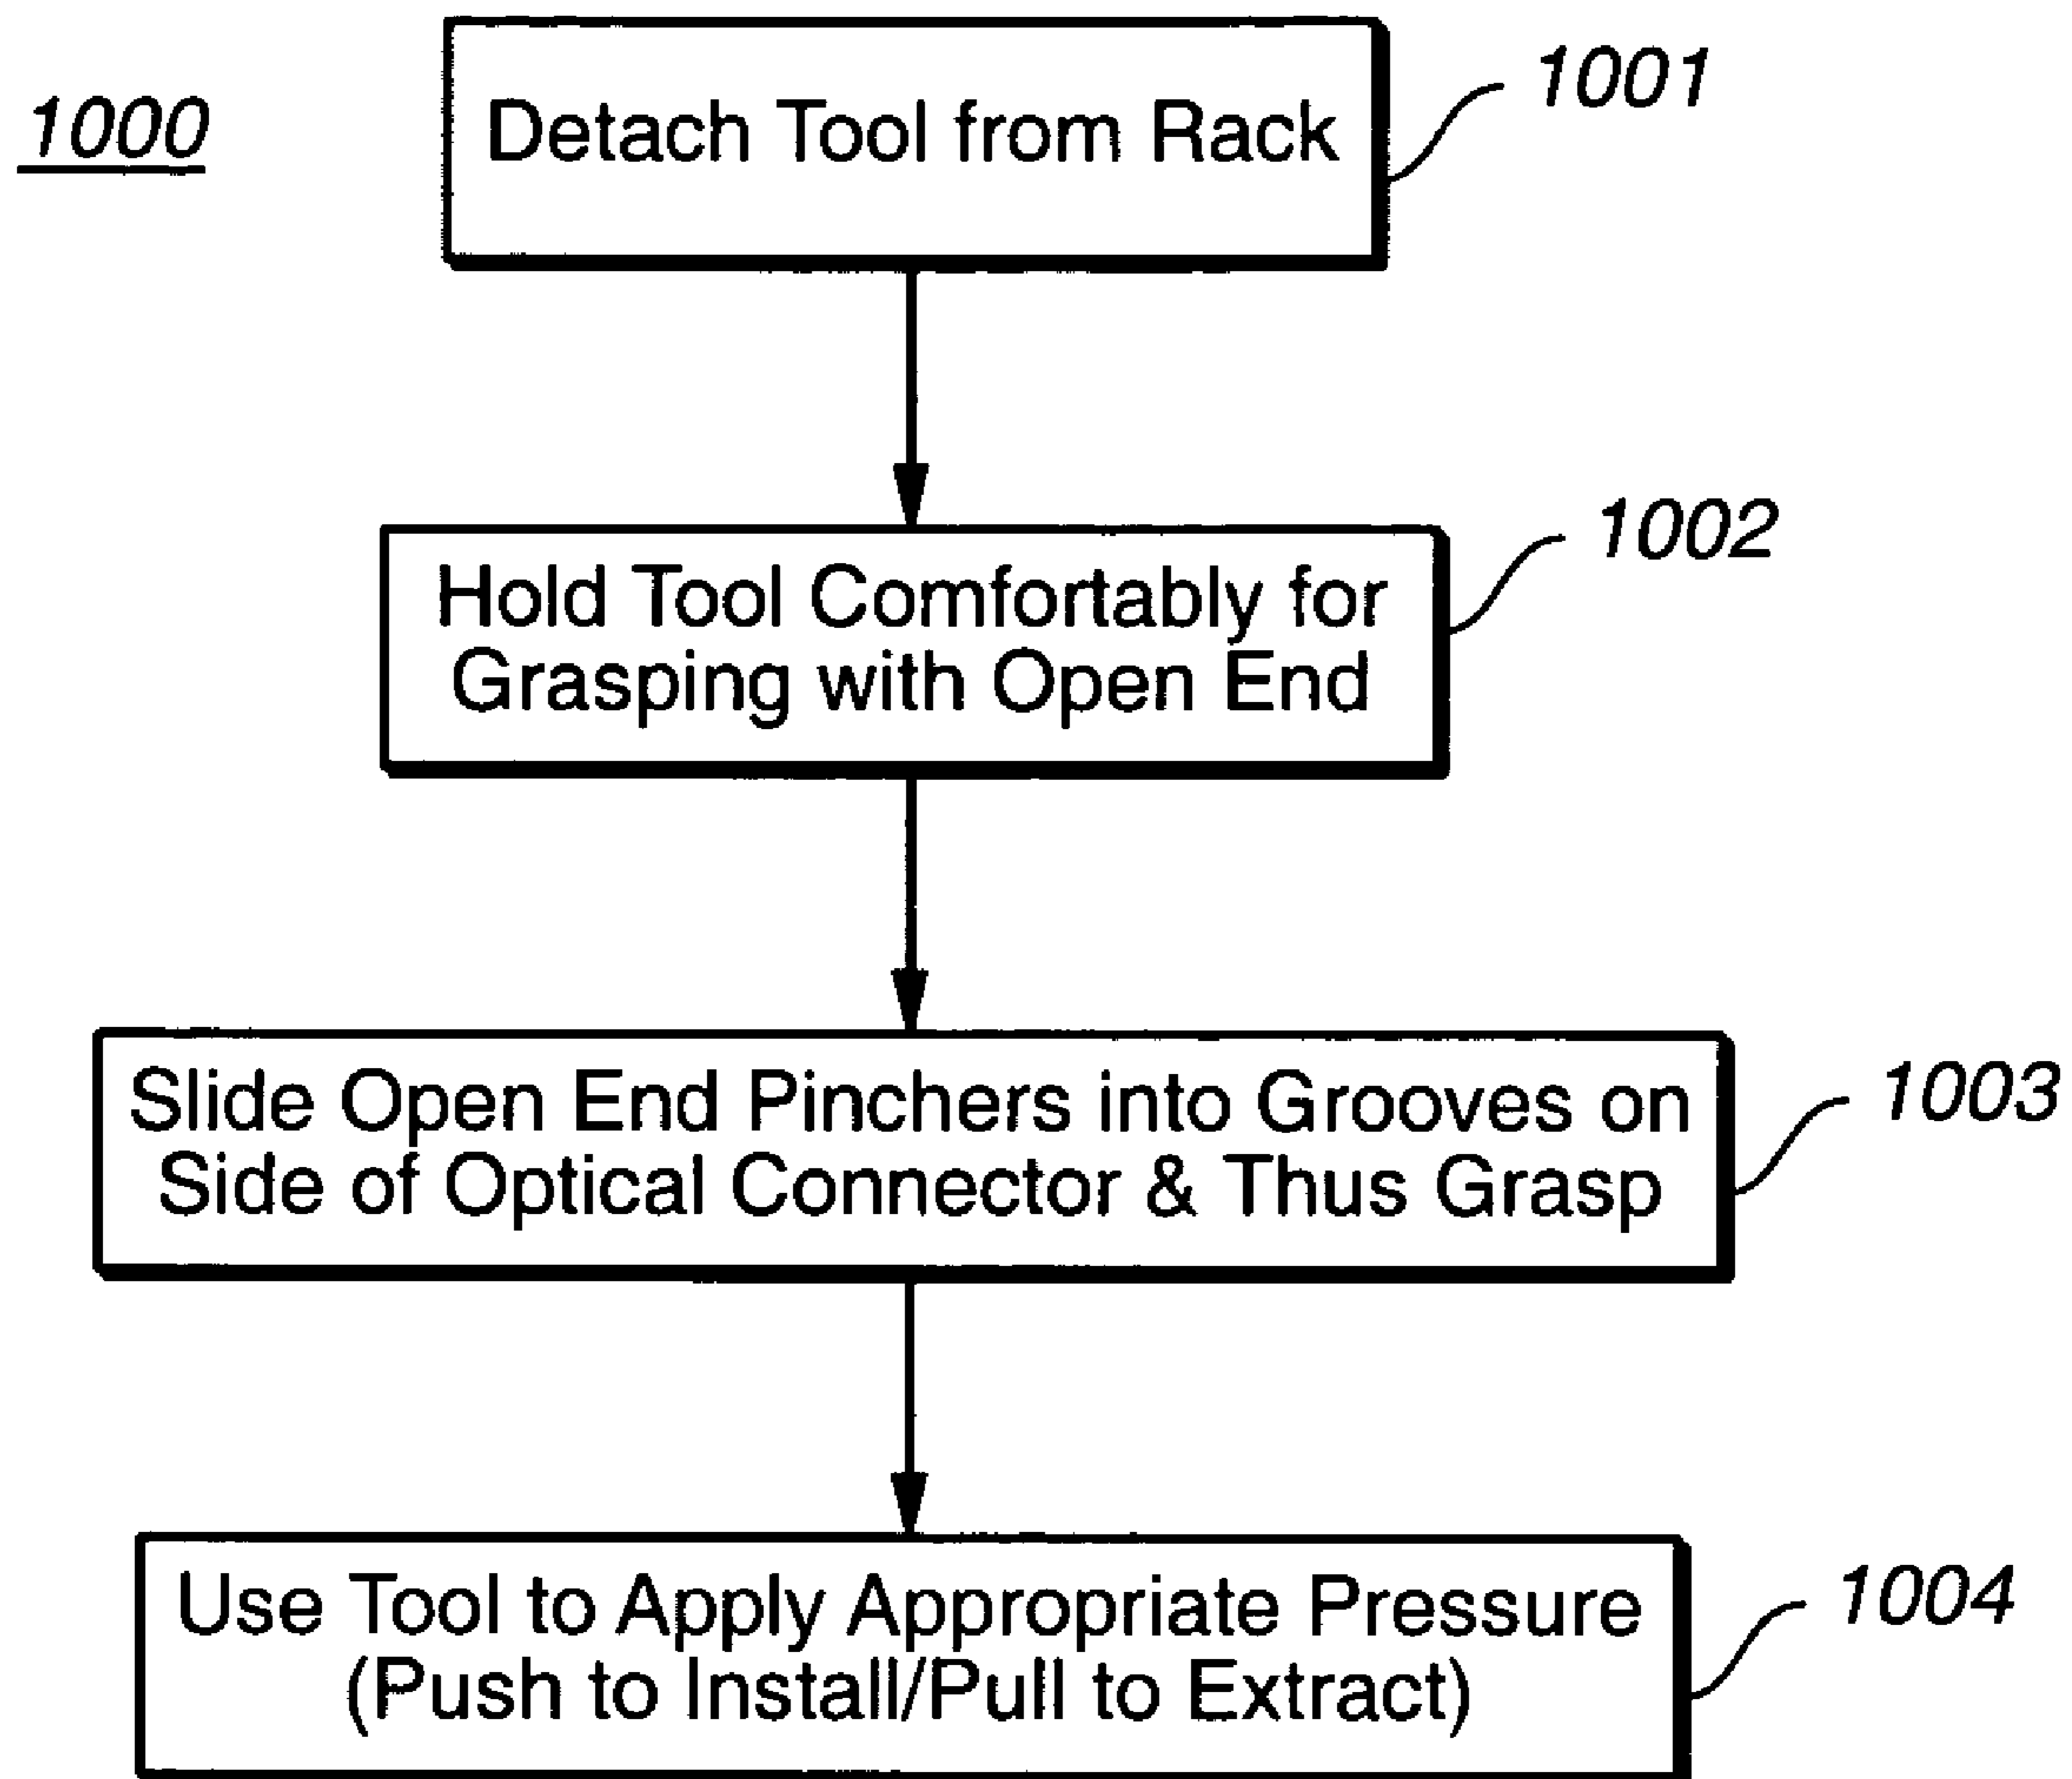 1000
Detach Tool from Rack
1001
Hold Tool Comfortably for
Grasping with Open End
1002
Slide Open End Pinchers into Grooves on
Side of Optical Connector & Thus Grasp
1003
Use Tool to Apply Appropriate Pressure
(Push to Install/Pull to Extract)
1004